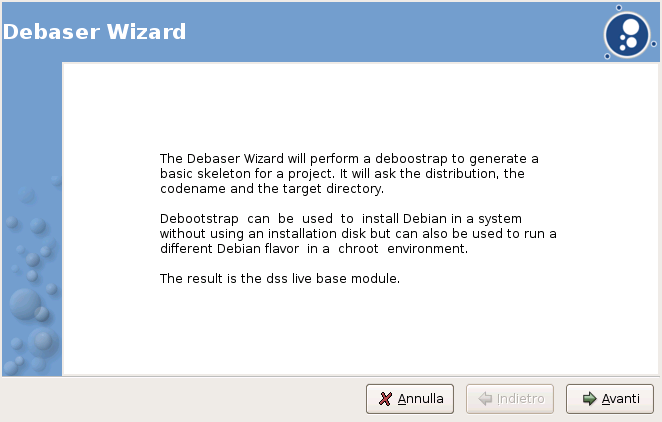 Debaser Wizard
The Debaser Wizard will perform a deboostrap to generate a
basic skeleton for a project. It will ask the distribution, the
codename and the target directory.
Debootstrap can be used to install Debian in a system
without using an installation disk but can also be used to run a
different Debian flavor in a chroot environment.
The result is the dss live base module.
Annulla
Indietro
Avanti